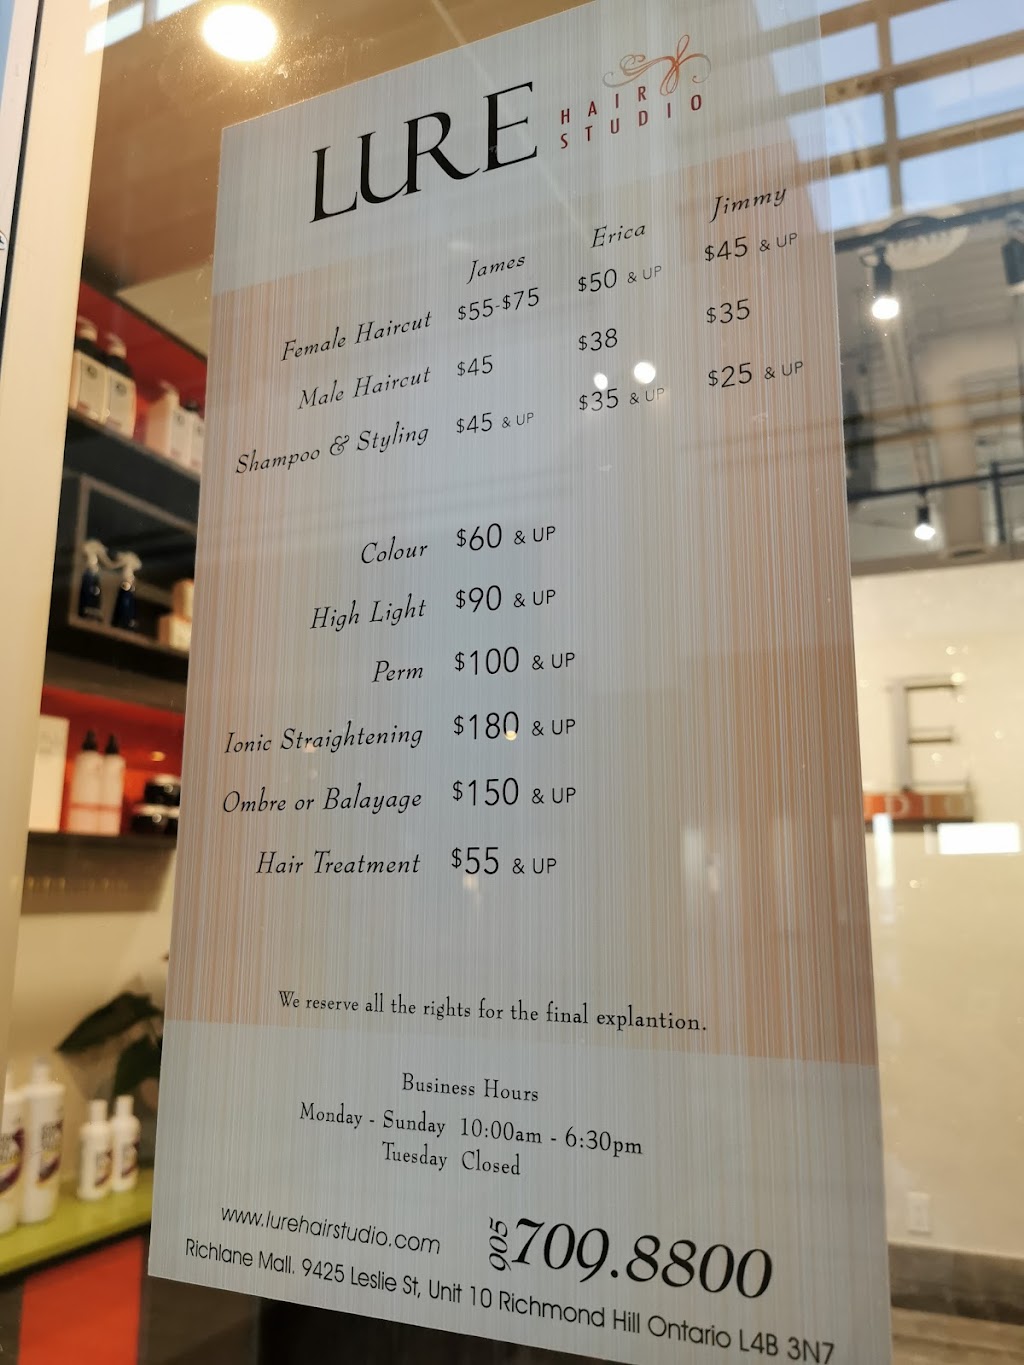 LURE HAIR STUDIO
James Erica Jimmy
Female Haircut $55-$75 $50 & UP $45 & UP
Male Haircut $45 $38 $35
Shampoo & Styling $45 & UP $35 & UP $25 & UP
Colour $60 & UP
High Light $90 & UP
Perm $100 & UP
Ionic Straightening $180 & UP
Ombre or Balayage $150 & UP
Hair Treatment $55 & UP
We reserve all the rights for the final explantion.
Business Hours
Monday - Sunday 10:00am - 6:30pm
Tuesday Closed
www.lurehairstudio.com 905 709.8800
Richlane Mall. 9425 Leslie St, Unit 10 Richmond Hill Ontario L4B 3N7